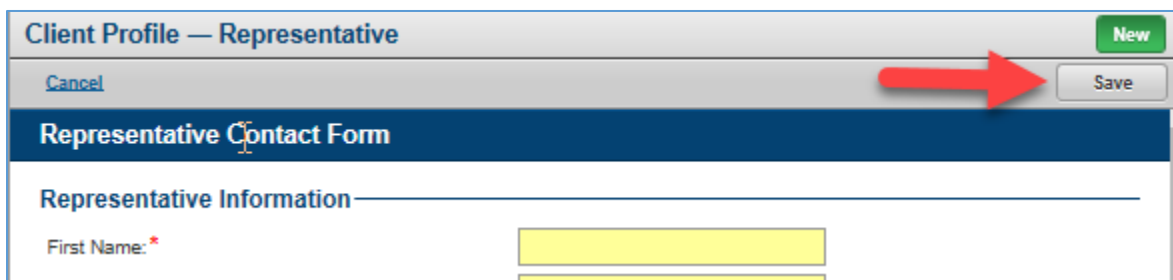 Client Profile — Representative
New
Cancel
Save
Representative Contact Form
Representative Information
First Name:*